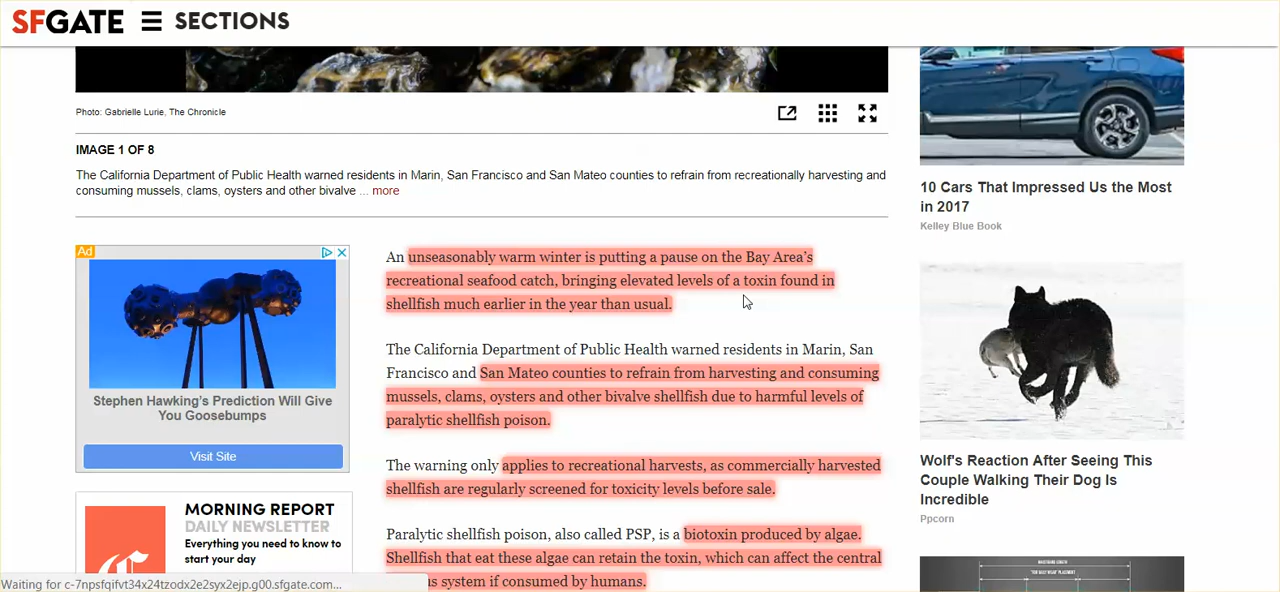 SFGATE ☰ SECTIONS
Photo: Gabrielle Lurie, The Chronicle
IMAGE 1 OF 8
The California Department of Public Health warned residents in Marin, San Francisco and San Mateo counties to refrain from recreationally harvesting and
consuming mussels, clams, oysters and other bivalve ... more
Ad
Stephen Hawking's Prediction Will Give
You Goosebumps
Visit Site
MORNING REPORT
DAILY NEWSLETTER
Everything you need to know to
start your day
An unseasonably warm winter is putting a pause on the Bay Area's
recreational seafood catch, bringing elevated levels of a toxin found in
shellfish much earlier in the year than usual.
The California Department of Public Health warned residents in Marin, San
Francisco and San Mateo counties to refrain from harvesting and consuming
mussels, clams, oysters and other bivalve shellfish due to harmful levels of
paralytic shellfish poison.
The warning only applies to recreational harvests, as commercially harvested
shellfish are regularly screened for toxicity levels before sale.
Paralytic shellfish poison, also called PSP, is a biotoxin produced by algae.
Shellfish that eat these algae can retain the toxin, which can affect the central
s system if consumed by humans.
10 Cars That Impressed Us the Most
in 2017
Kelley Blue Book
Wolf's Reaction After Seeing This
Couple Walking Their Dog Is
Incredible
Ppcorn
Waiting for c-7npsfqifvt34x24tzodx2e2syx2ejp.g00.sfgate.com...